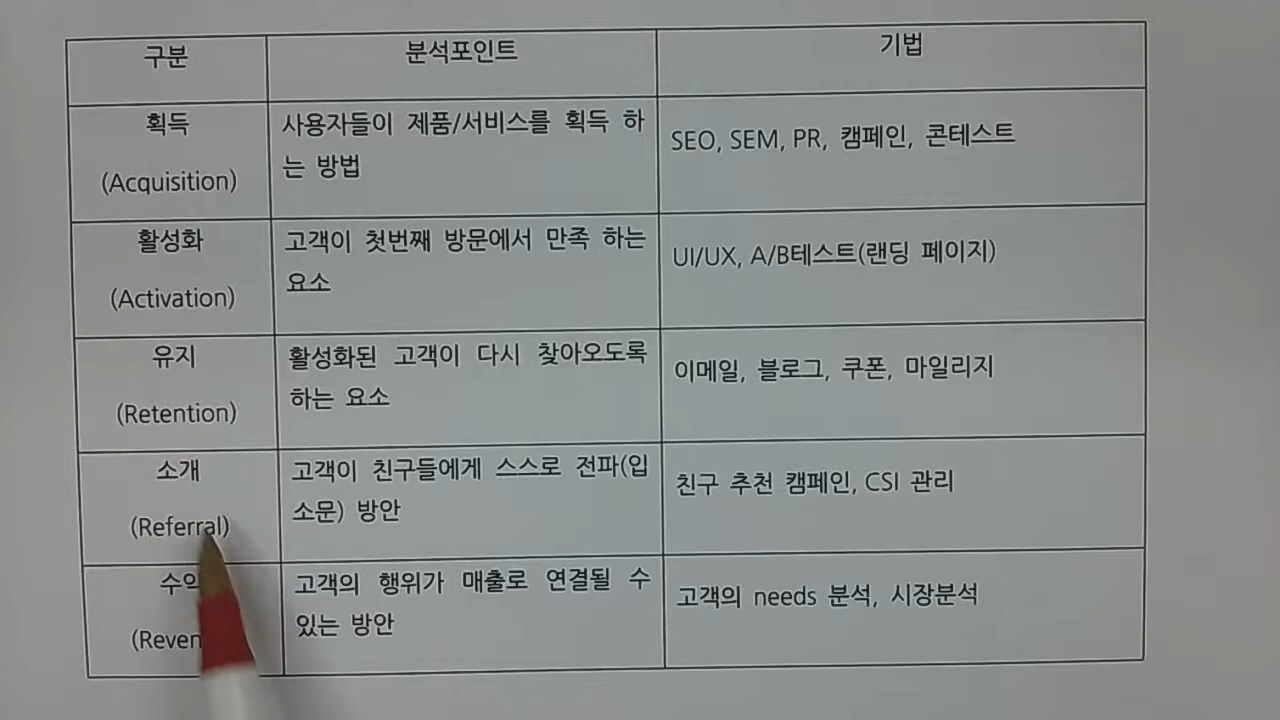 구분
분석포인트
기법
획득
(Acquisition)
사용자들이 제품/서비스를 획득 하
는 방법
SEO, SEM, PR, 캠페인, 콘테스트
활성화
(Activation)
고객이 첫번째 방문에서 만족 하는
요소
UI/UX, A/B테스트(랜딩 페이지)
유지
(Retention)
활성화된 고객이 다시 찾아오도록
하는 요소
이메일, 블로그, 쿠폰, 마일리지
소개
(Referral)
고객이 친구들에게 스스로 전파(입
소문) 방안
친구 추천 캠페인, CSI 관리
수익
고객의 행위가 매출로 연결될 수
있는 방안
고객의 needs 분석, 시장분석